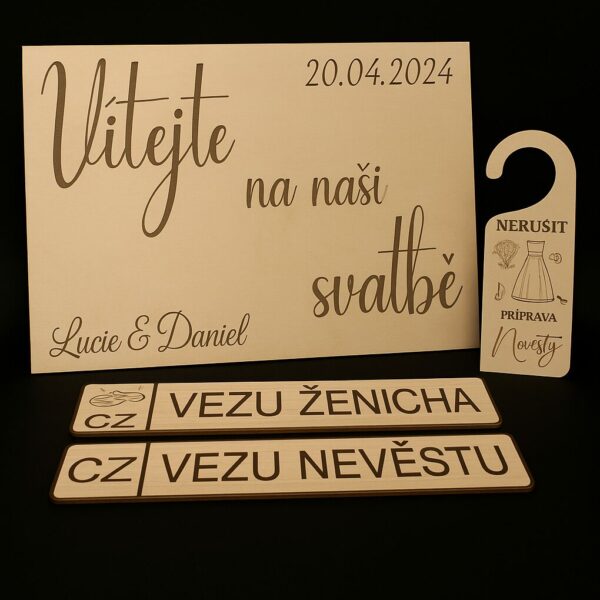 Vítejte
20.04.2024
na naši
svatbě
Lucie & Daniel
NERUŠIT
PŘÍPRAVA
Nevěsty
CZ VEZU ŽENICHA
CZ VEZU NEVĚSTU